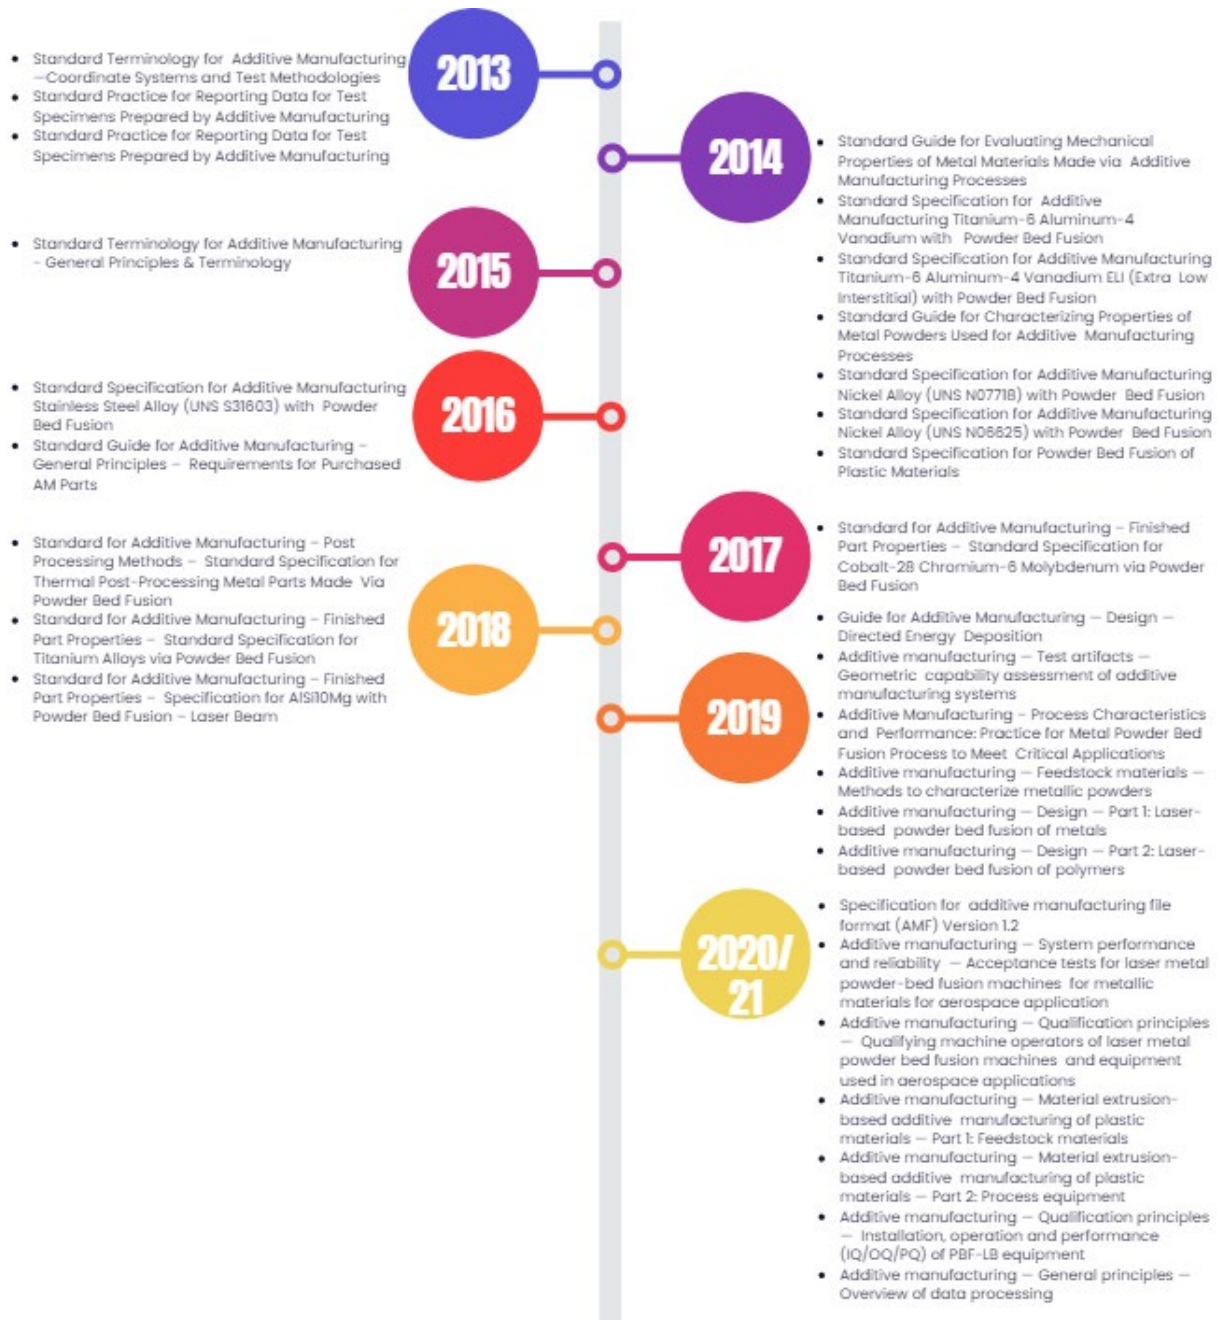 2013
• Standard Terminology for Additive Manufacturing
—Coordinate Systems and Test Methodologies
• Standard Practice for Reporting Data for Test
Specimens Prepared by Additive Manufacturing
• Standard Practice for Reporting Data for Test
Specimens Prepared by Additive Manufacturing
2014
• Standard Guide for Evaluating Mechanical
Properties of Metal Materials Made via Additive
Manufacturing Processes
• Standard Specification for Additive
Manufacturing Titanium-6 Aluminum-4
Vanadium with Powder Bed Fusion
• Standard Specification for Additive Manufacturing
Titanium-6 Aluminum-4 Vanadium ELI (Extra Low
Interstitial) with Powder Bed Fusion
• Standard Guide for Characterizing Properties of
Metal Powders Used for Additive Manufacturing
Processes
• Standard Specification for Additive Manufacturing
Nickel Alloy (UNS N07718) with Powder Bed Fusion
• Standard Specification for Additive Manufacturing
Nickel Alloy (UNS N06625) with Powder Bed Fusion
• Standard Specification for Powder Bed Fusion of
Plastic Materials
2015
• Standard Terminology for Additive Manufacturing
- General Principles & Terminology
2016
• Standard Specification for Additive Manufacturing
Stainless Steel Alloy (UNS S31603) with Powder
Bed Fusion
• Standard Guide for Additive Manufacturing –
General Principles – Requirements for Purchased
AM Parts
2017
• Standard for Additive Manufacturing – Finished
Part Properties – Standard Specification for
Cobalt-28 Chromium-6 Molybdenum via Powder
Bed Fusion
2018
• Standard for Additive Manufacturing – Post
Processing Methods – Standard Specification for
Thermal Post-Processing Metal Parts Made Via
Powder Bed Fusion
• Standard for Additive Manufacturing – Finished
Part Properties – Standard Specification for
Titanium Alloys via Powder Bed Fusion
• Standard for Additive Manufacturing – Finished
Part Properties – Specification for AlSi10Mg with
Powder Bed Fusion – Laser Beam
2019
• Guide for Additive Manufacturing — Design —
Directed Energy Deposition
• Additive manufacturing — Test artifacts —
Geometric capability assessment of additive
manufacturing systems
• Additive Manufacturing – Process Characteristics
and Performance: Practice for Metal Powder Bed
Fusion Process to Meet Critical Applications
• Additive manufacturing — Feedstock materials —
Methods to characterize metallic powders
• Additive manufacturing — Design — Part 1: Laser-
based powder bed fusion of metals
• Additive manufacturing — Design — Part 2: Laser-
based powder bed fusion of polymers
2020/
21
• Specification for additive manufacturing file
format (AMF) Version 1.2
• Additive manufacturing — System performance
and reliability — Acceptance tests for laser metal
powder-bed fusion machines for metallic
materials for aerospace application
• Additive manufacturing — Qualification principles
— Qualifying machine operators of laser metal
powder bed fusion machines and equipment
used in aerospace applications
• Additive manufacturing — Material extrusion-
based additive manufacturing of plastic
materials — Part 1: Feedstock materials
• Additive manufacturing — Material extrusion-
based additive manufacturing of plastic
materials — Part 2: Process equipment
• Additive manufacturing — Qualification principles
— Installation, operation and performance
(IQ/OQ/PQ) of PBF-LB equipment
• Additive manufacturing — General principles —
Overview of data processing